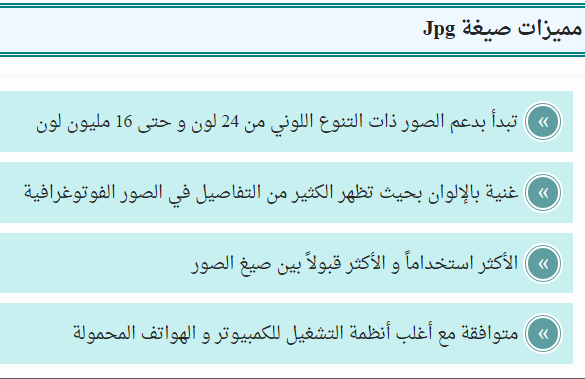 مميزات صيغة Jpg
تبدأ بدعم الصور ذات التنوع اللوني من 24 لون و حتى 16 مليون لون
غنية بالإلوان بحيث تظهر الكثير من التفاصيل في الصور الفوتوغرافية
الأكثر استخداماً و الأكثر قبولاً بين صيغ الصور
متوافقة مع أغلب أنظمة التشغيل للكمبيوتر و الهواتف المحمولة